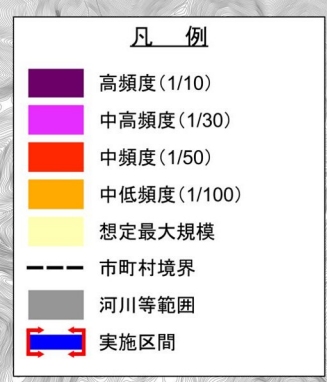 凡　例
高頻度（1/10）
中高頻度（1/30）
中頻度（1/50）
中低頻度（1/100）
想定最大規模
市町村境界
河川等範囲
実施区間